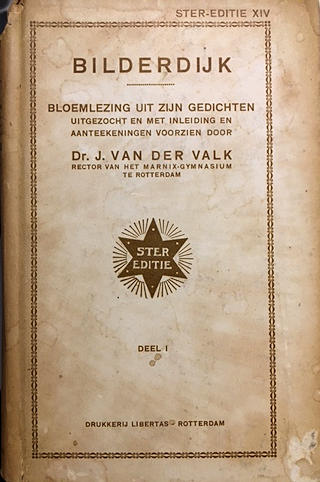 STER-EDITIE XIV
BILDERDIJK
BLOEMLEZING UIT ZIJN GEDICHTEN
UITGEZOCHT EN MET INLEIDING EN
AANTEEKENINGEN VOORZIEN DOOR
Dr. J. VAN DER VALK
RECTOR VAN HET MARNIX-GYMNASIUM
TE ROTTERDAM
STER
EDITIE
DEEL I
DRUKKERIJ LIBERTAS - ROTTERDAM